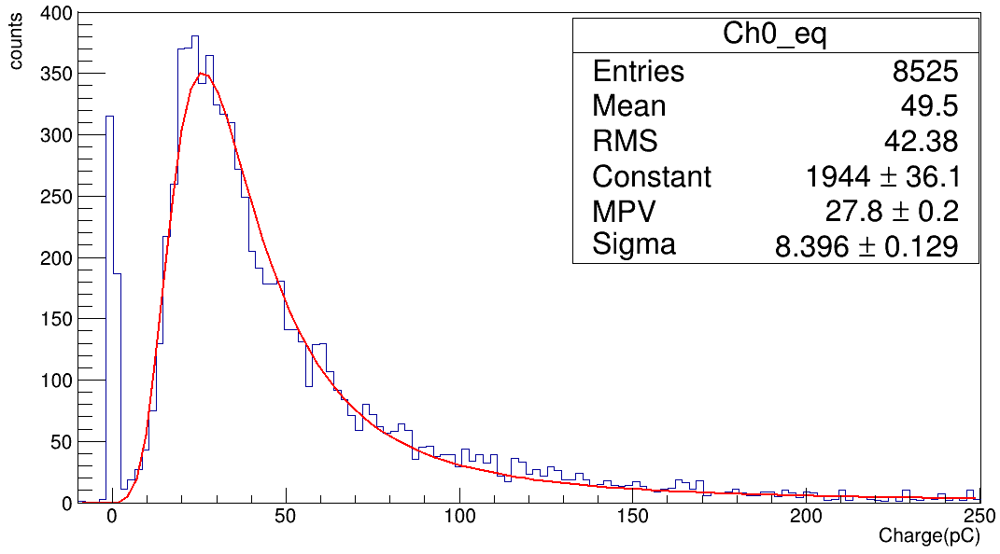 counts
400
350
300
250
200
150
100
50
0
0 50 100 150 200 250
Charge(pC)
Ch0_eq
Entries 8525
Mean 49.5
RMS 42.38
Constant 1944 ± 36.1
MPV 27.8 ± 0.2
Sigma 8.396 ± 0.129